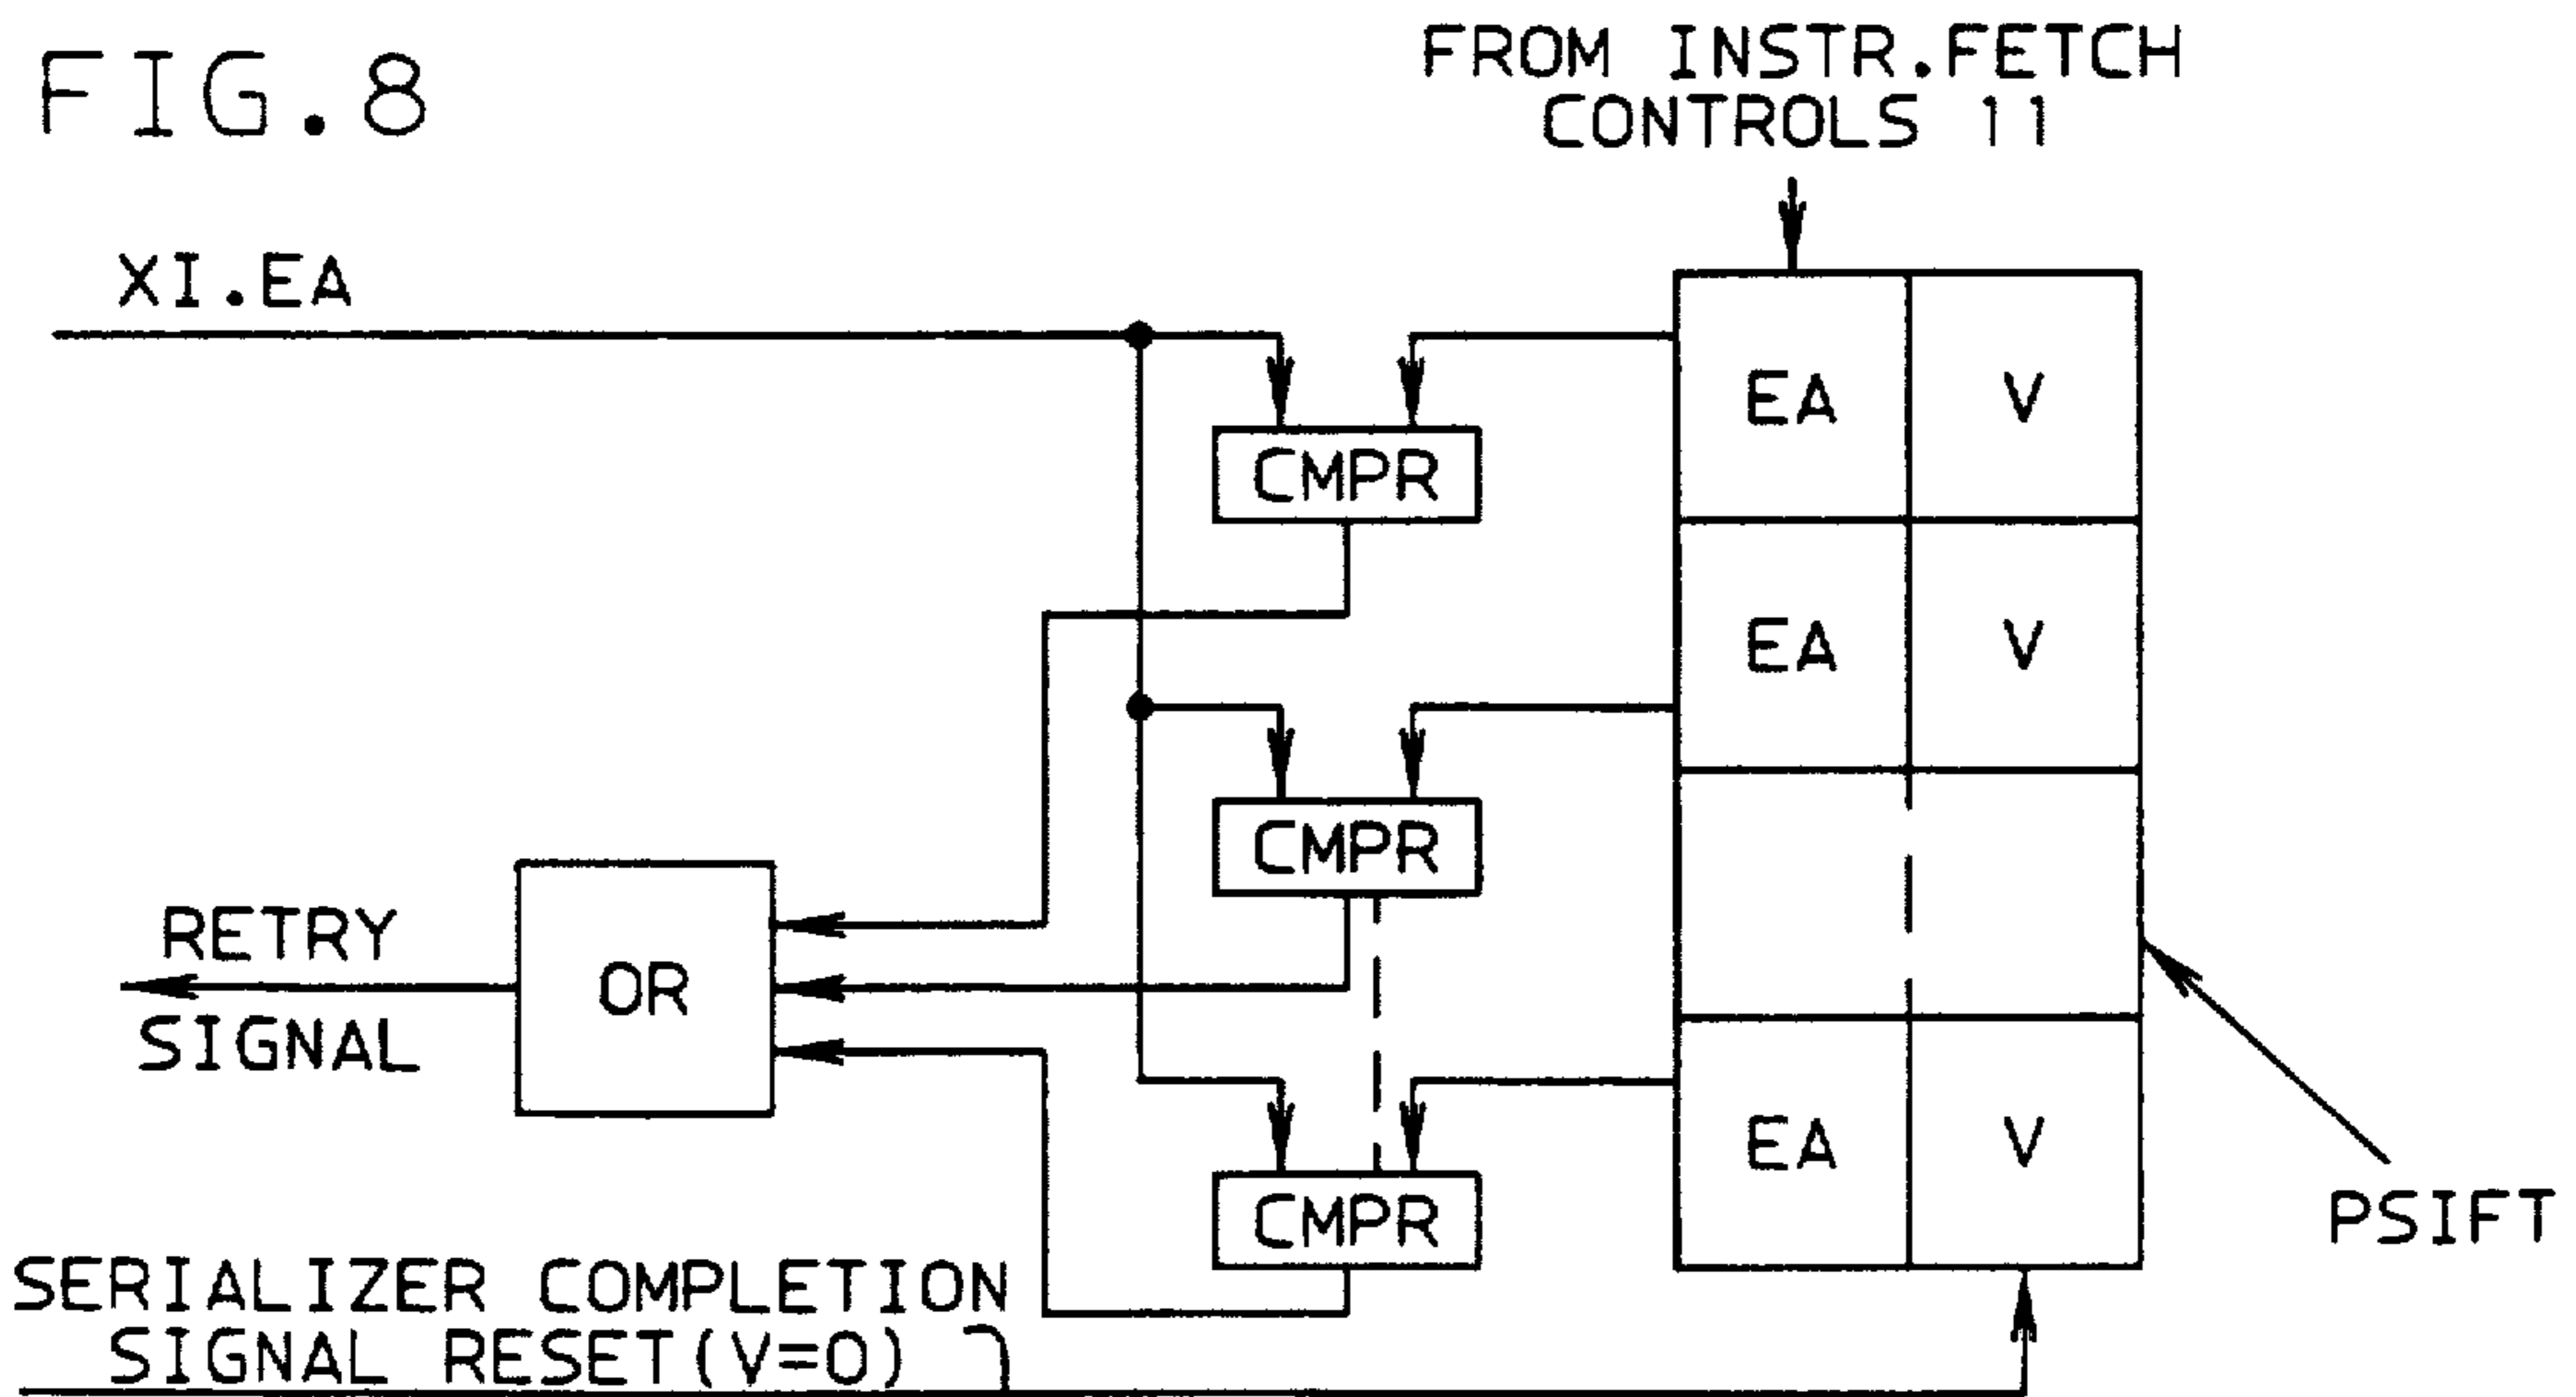 FIG.8
FROM INSTR.FETCH
CONTROLS 11
XI.EA
EA V
CMPR
EA V
CMPR
RETRY
SIGNAL
OR
EA V
CMPR
PSIFT
SERIALIZER COMPLETION
SIGNAL RESET(V=0)